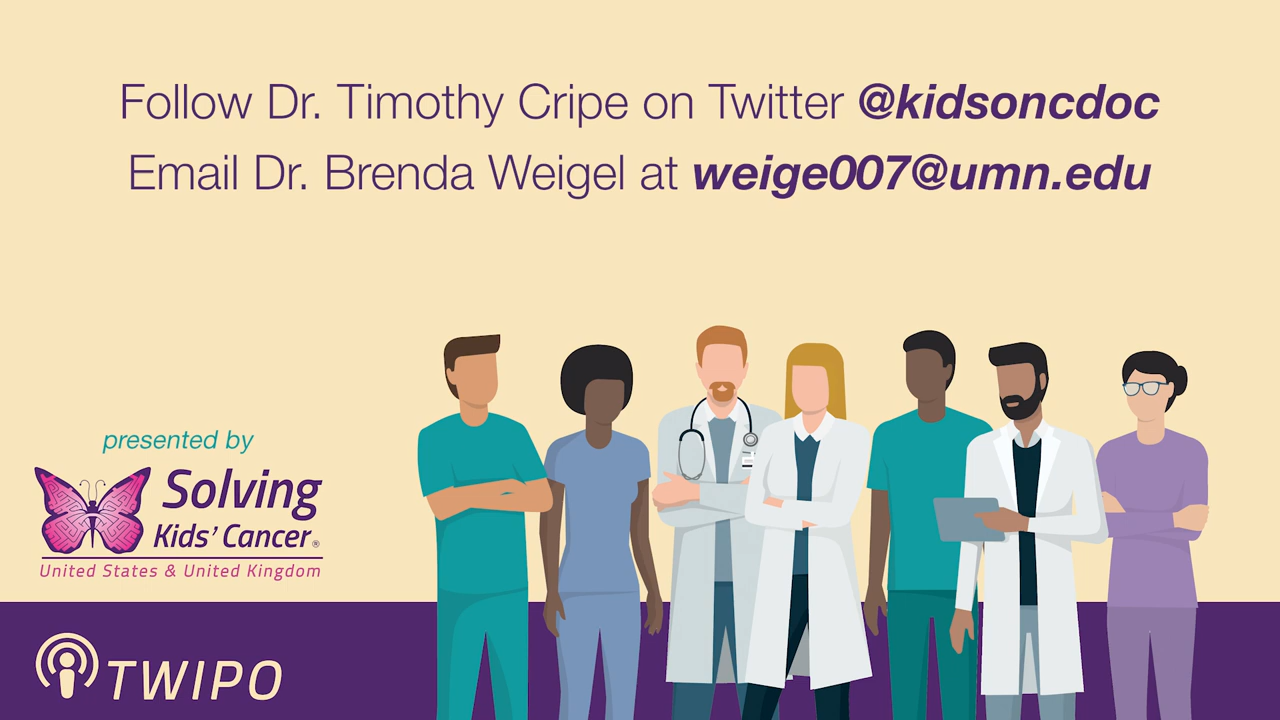 Follow Dr. Timothy Cripe on Twitter @kidsoncdoc
Email Dr. Brenda Weigel at weige007@umn.edu
presented by
Solving
Kids' Cancer®
United States & United Kingdom
TWIPO